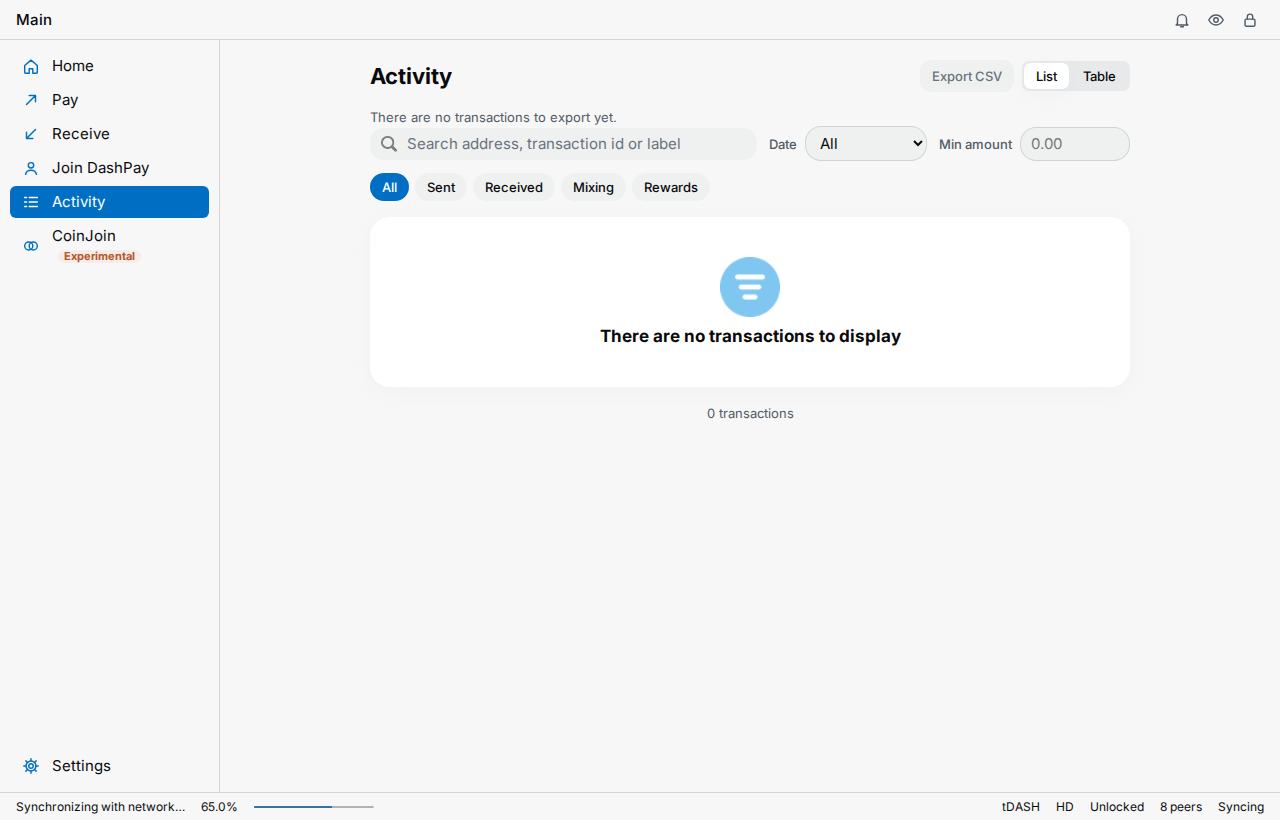 Main
Home
Pay
Receive
Join DashPay
Activity
CoinJoin
Experimental
Settings
Activity
Export CSV
List
Table
There are no transactions to export yet.
Search address, transaction id or label
Date
All
Min amount
0.00
All
Sent
Received
Mixing
Rewards
There are no transactions to display
0 transactions
Synchronizing with network...
65.0%
tDASH
HD
Unlocked
8 peers
Syncing